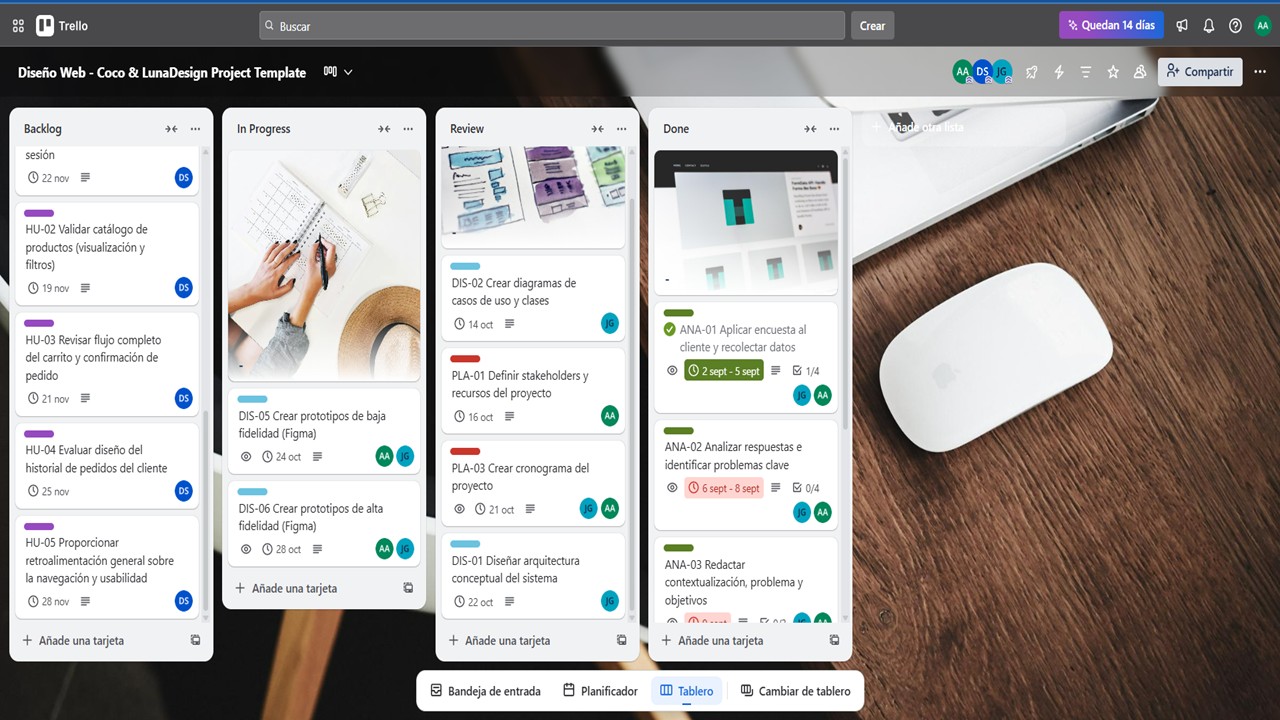 Trello
Buscar
Crear
Quedan 14 días
AA
Diseño Web - Coco & LunaDesign Project Template
AA DS JG
Compartir
Backlog
sesión
22 nov
DS
HU-02 Validar catálogo de
productos (visualización y
filtros)
19 nov
DS
HU-03 Revisar flujo completo
del carrito y confirmación de
pedido
21 nov
DS
HU-04 Evaluar diseño del
historial de pedidos del cliente
25 nov
DS
HU-05 Proporcionar
retroalimentación general sobre
la navegación y usabilidad
28 nov
DS
Añade una tarjeta
In Progress
-
DIS-05 Crear prototipos de baja
fidelidad (Figma)
24 oct
AA JG
DIS-06 Crear prototipos de alta
fidelidad (Figma)
28 oct
AA JG
Añade una tarjeta
Review
DIS-02 Crear diagramas de
casos de uso y clases
14 oct
JG
PLA-01 Definir stakeholders y
recursos del proyecto
16 oct
AA
PLA-03 Crear cronograma del
proyecto
21 oct
JG AA
DIS-01 Diseñar arquitectura
conceptual del sistema
22 oct
JG
Añade una tarjeta
Done
-
ANA-01 Aplicar encuesta al
cliente y recolectar datos
2 sept - 5 sept
1/4
JG AA
ANA-02 Analizar respuestas e
identificar problemas clave
6 sept - 8 sept
0/4
JG AA
ANA-03 Redactar
contextualización, problema y
objetivos
Añade una tarjeta
Añade otra lista
Bandeja de entrada
Planificador
Tablero
Cambiar de tablero